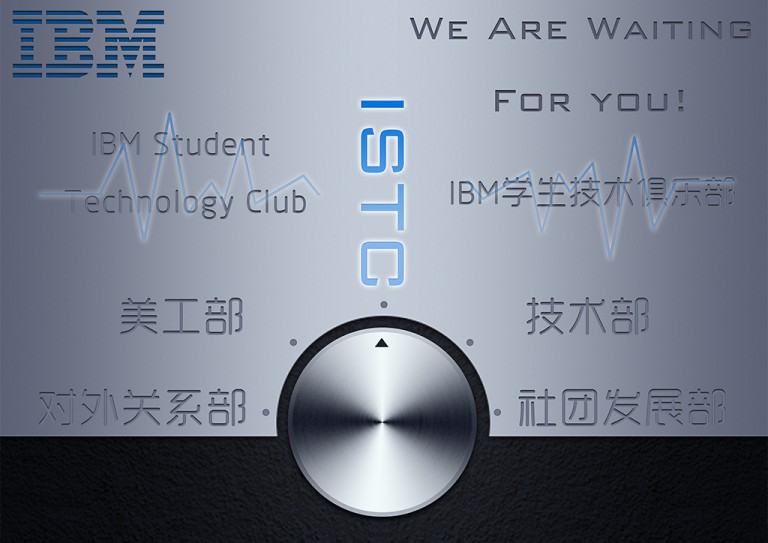 IBM
WE ARE WAITING
FOR YOU!
IBM Student
Technology Club
ISTC
IBM学生技术俱乐部
美工部
技术部
对外关系部
社团发展部